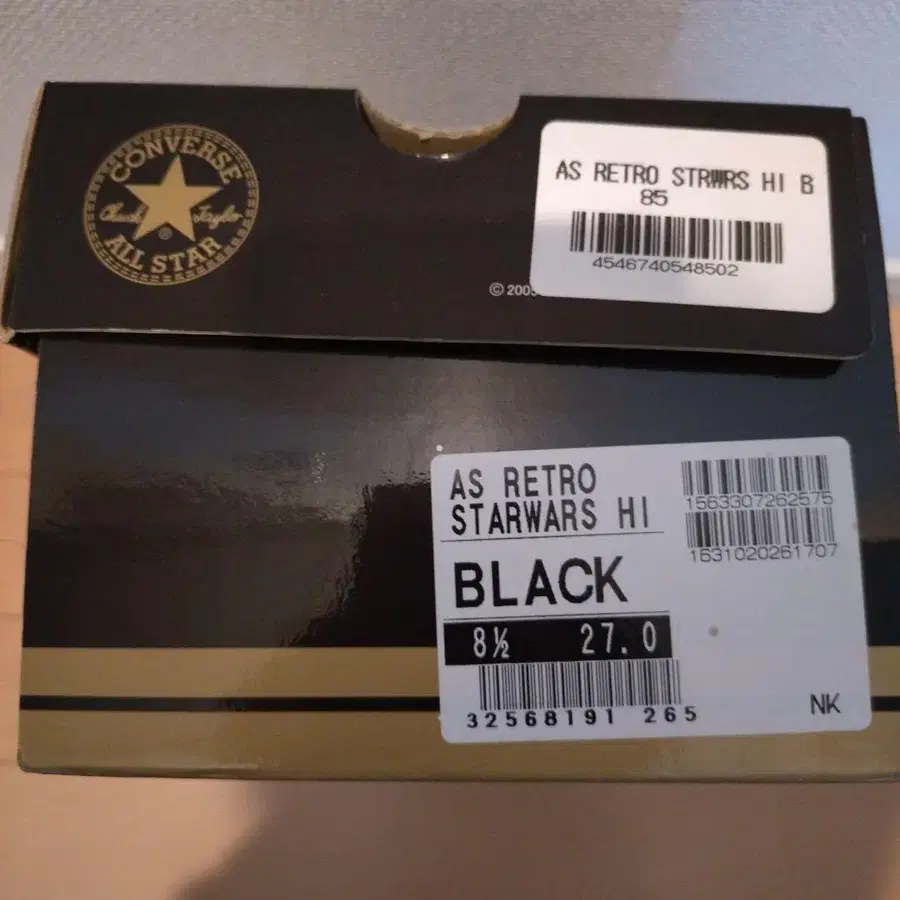 CONVERSE
Chuck Taylor
®
ALL STAR
AS RETRO STRWRS HI B
85
4546740548502
© 2005
AS RETRO
STARWARS HI
1563307262575
1631020261707
BLACK
8½ 27.0
32568191 265
NK